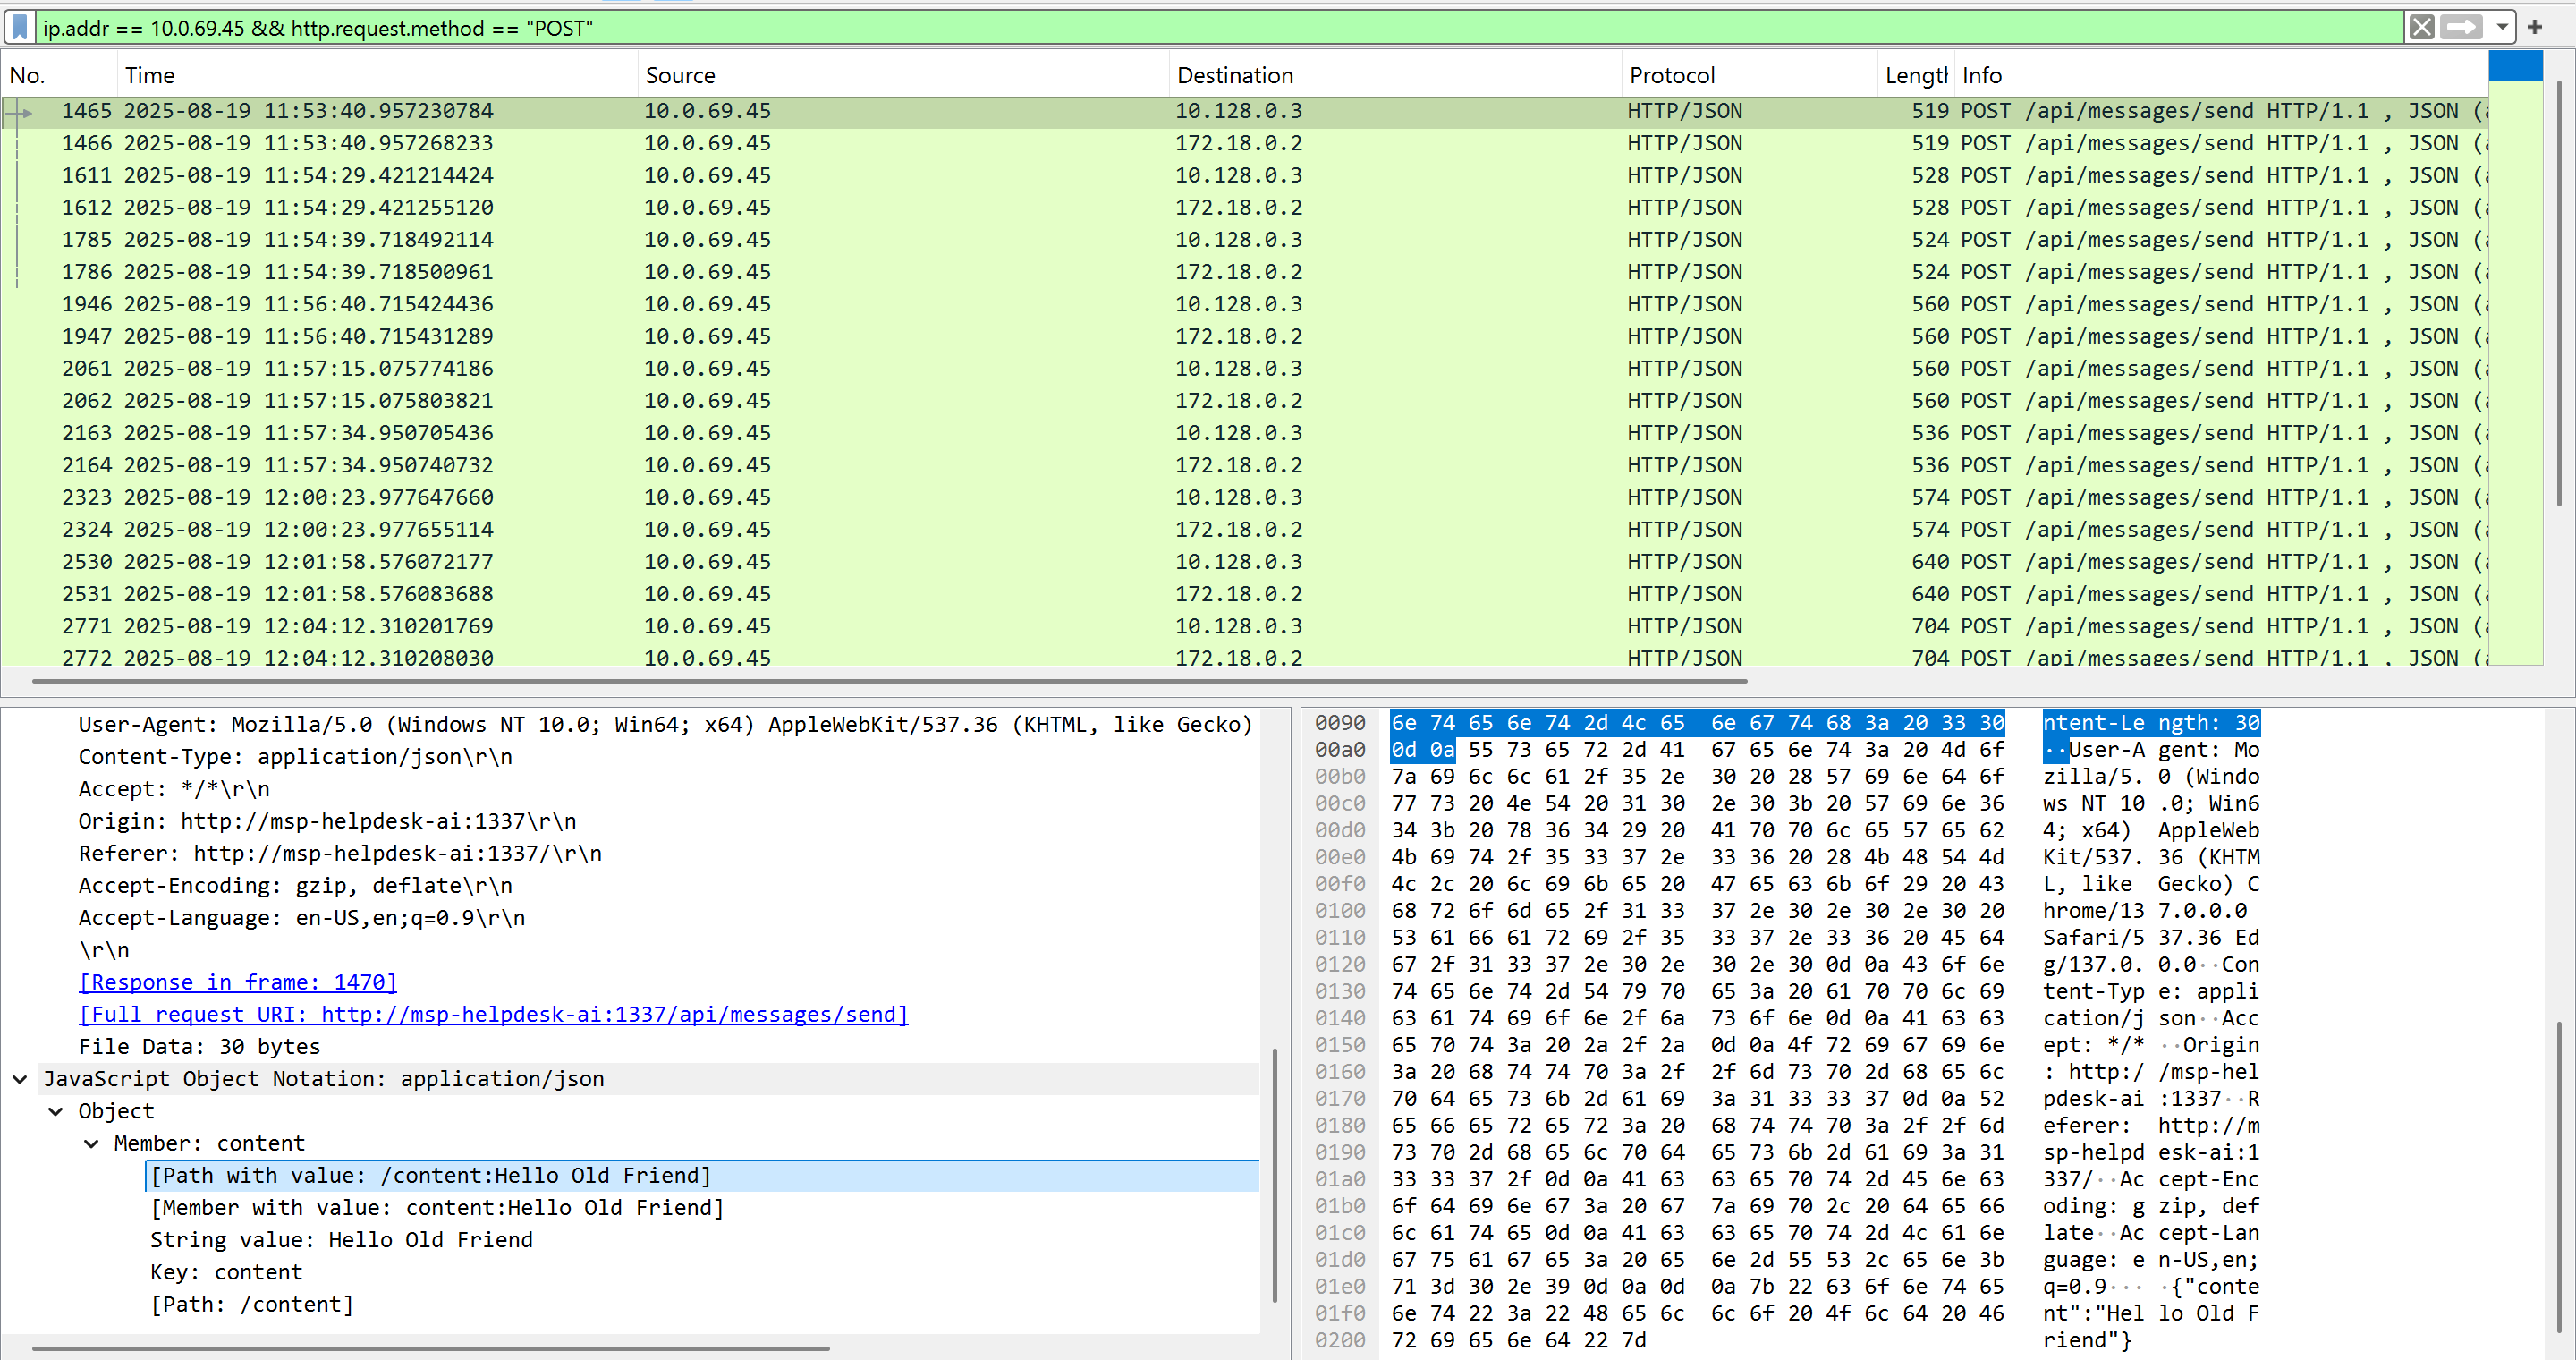 ip.addr == 10.0.69.45 && http.request.method == "POST"
No. Time Source Destination Protocol Lengt Info
1465 2025-08-19 11:53:40.957230784 10.0.69.45 10.128.0.3 HTTP/JSON 519 POST /api/messages/send HTTP/1.1 , JSON (
1466 2025-08-19 11:53:40.957268233 10.0.69.45 172.18.0.2 HTTP/JSON 519 POST /api/messages/send HTTP/1.1 , JSON (
1611 2025-08-19 11:54:29.421214424 10.0.69.45 10.128.0.3 HTTP/JSON 528 POST /api/messages/send HTTP/1.1 , JSON (
1612 2025-08-19 11:54:29.421255120 10.0.69.45 172.18.0.2 HTTP/JSON 528 POST /api/messages/send HTTP/1.1 , JSON (
1785 2025-08-19 11:54:39.718492114 10.0.69.45 10.128.0.3 HTTP/JSON 524 POST /api/messages/send HTTP/1.1 , JSON (
1786 2025-08-19 11:54:39.718500961 10.0.69.45 172.18.0.2 HTTP/JSON 524 POST /api/messages/send HTTP/1.1 , JSON (
1946 2025-08-19 11:56:40.715424436 10.0.69.45 10.128.0.3 HTTP/JSON 560 POST /api/messages/send HTTP/1.1 , JSON (
1947 2025-08-19 11:56:40.715431289 10.0.69.45 172.18.0.2 HTTP/JSON 560 POST /api/messages/send HTTP/1.1 , JSON (
2061 2025-08-19 11:57:15.075774186 10.0.69.45 10.128.0.3 HTTP/JSON 560 POST /api/messages/send HTTP/1.1 , JSON (
2062 2025-08-19 11:57:15.075803821 10.0.69.45 172.18.0.2 HTTP/JSON 560 POST /api/messages/send HTTP/1.1 , JSON (
2163 2025-08-19 11:57:34.950705436 10.0.69.45 10.128.0.3 HTTP/JSON 536 POST /api/messages/send HTTP/1.1 , JSON (
2164 2025-08-19 11:57:34.950740732 10.0.69.45 172.18.0.2 HTTP/JSON 536 POST /api/messages/send HTTP/1.1 , JSON (
2323 2025-08-19 12:00:23.977647660 10.0.69.45 10.128.0.3 HTTP/JSON 574 POST /api/messages/send HTTP/1.1 , JSON (
2324 2025-08-19 12:00:23.977655114 10.0.69.45 172.18.0.2 HTTP/JSON 574 POST /api/messages/send HTTP/1.1 , JSON (
2530 2025-08-19 12:01:58.576072177 10.0.69.45 10.128.0.3 HTTP/JSON 640 POST /api/messages/send HTTP/1.1 , JSON (
2531 2025-08-19 12:01:58.576083688 10.0.69.45 172.18.0.2 HTTP/JSON 640 POST /api/messages/send HTTP/1.1 , JSON (
2771 2025-08-19 12:04:12.310201769 10.0.69.45 10.128.0.3 HTTP/JSON 704 POST /api/messages/send HTTP/1.1 , JSON (
2772 2025-08-19 12:04:12.310208030 10.0.69.45 172.18.0.2 HTTP/JSON 704 POST /api/messages/send HTTP/1.1 , JSON (
User-Agent: Mozilla/5.0 (Windows NT 10.0; Win64; x64) AppleWebKit/537.36 (KHTML, like Gecko)
Content-Type: application/json\r\n
Accept: */*\r\n
Origin: http://msp-helpdesk-ai:1337\r\n
Referer: http://msp-helpdesk-ai:1337/\r\n
Accept-Encoding: gzip, deflate\r\n
Accept-Language: en-US,en;q=0.9\r\n
\r\n
[Response in frame: 1470]
[Full request URI: http://msp-helpdesk-ai:1337/api/messages/send]
File Data: 30 bytes
JavaScript Object Notation: application/json
Object
Member: content
[Path with value: /content:Hello Old Friend]
[Member with value: content:Hello Old Friend]
String value: Hello Old Friend
Key: content
[Path: /content]
0090 6e 74 65 6e 74 2d 4c 65 6e 67 74 68 3a 20 33 30 ntent-Le ngth: 30
00a0 0d 0a 55 73 65 72 2d 41 67 65 6e 74 3a 20 4d 6f ··User-A gent: Mo
00b0 7a 69 6c 6c 61 2f 35 2e 30 20 28 57 69 6e 64 6f zilla/5. 0 (Windo
00c0 77 73 20 4e 54 20 31 30 2e 30 3b 20 57 69 6e 36 ws NT 10 .0; Win6
00d0 34 3b 20 78 36 34 29 20 41 70 70 6c 65 57 65 62 4; x64) AppleWeb
00e0 4b 69 74 2f 35 33 37 2e 33 36 20 28 4b 48 54 4d Kit/537. 36 (KHTM
00f0 4c 2c 20 6c 69 6b 65 20 47 65 63 6b 6f 29 20 43 L, like Gecko) C
0100 68 72 6f 6d 65 2f 31 33 37 2e 30 2e 30 2e 30 20 hrome/13 7.0.0.0
0110 53 61 66 61 72 69 2f 35 33 37 2e 33 36 20 45 64 Safari/5 37.36 Ed
0120 67 2f 31 33 37 2e 30 2e 30 2e 30 0d 0a 43 6f 6e g/137.0. 0.0··Con
0130 74 65 6e 74 2d 54 79 70 65 3a 20 61 70 70 6c 69 tent-Typ e: appli
0140 63 61 74 69 6f 6e 2f 6a 73 6f 6e 0d 0a 41 63 63 cation/j son··Acc
0150 65 70 74 3a 20 2a 2f 2a 0d 0a 4f 72 69 67 69 6e ept: */* ··Origin
0160 3a 20 68 74 74 70 3a 2f 2f 6d 73 70 2d 68 65 6c : http:/ /msp-hel
0170 70 64 65 73 6b 2d 61 69 3a 31 33 33 37 0d 0a 52 pdesk-ai :1337··R
0180 65 66 65 72 65 72 3a 20 68 74 74 70 3a 2f 2f 6d eferer: http://m
0190 73 70 2d 68 65 6c 70 64 65 73 6b 2d 61 69 3a 31 sp-helpd esk-ai:1
01a0 33 33 37 2f 0d 0a 41 63 63 65 70 74 2d 45 6e 63 337/··Ac cept-Enc
01b0 6f 64 69 6e 67 3a 20 67 7a 69 70 2c 20 64 65 66 oding: g zip, def
01c0 6c 61 74 65 0d 0a 41 63 63 65 70 74 2d 4c 61 6e late··Ac cept-Lan
01d0 67 75 61 67 65 3a 20 65 6e 2d 55 53 2c 65 6e 3b guage: e n-US,en;
01e0 71 3d 30 2e 39 0d 0a 0d 0a 7b 22 63 6f 6e 74 65 q=0.9··· ·{"conte
01f0 6e 74 22 3a 22 48 65 6c 6c 6f 20 4f 6c 64 20 46 nt":"Hel lo Old F
0200 72 69 65 6e 64 22 7d riend"}